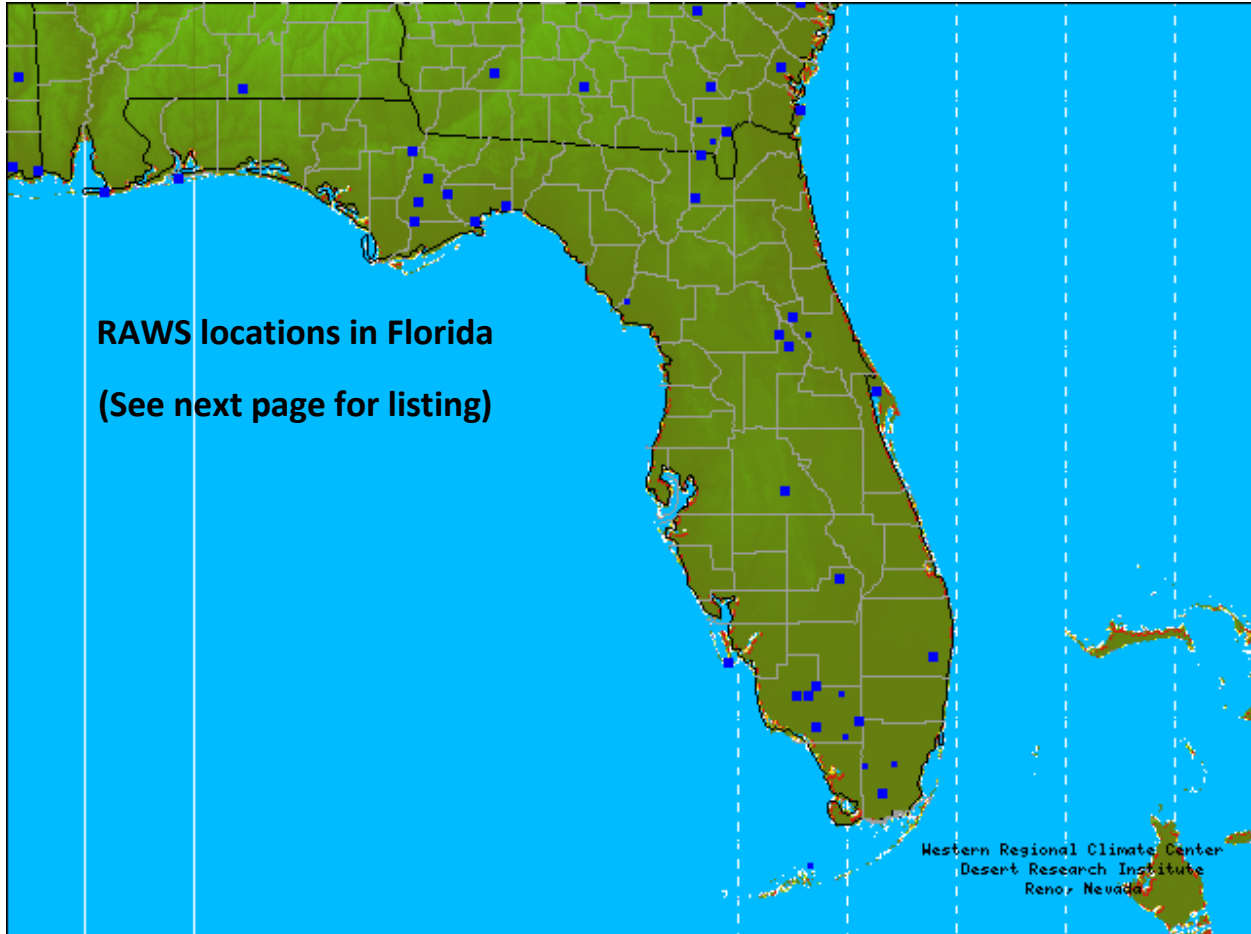 RAWS locations in Florida
(See next page for listing)
Western Regional Climate Center
Desert Research Institute
Reno, Nevada